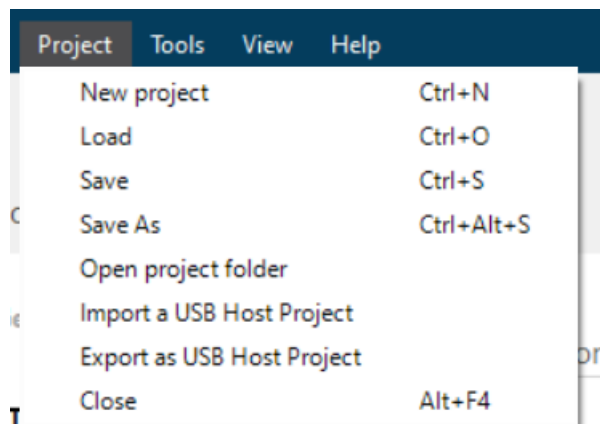 Project Tools View Help
New project Ctrl+N
Load Ctrl+O
Save Ctrl+S
Save As Ctrl+Alt+S
Open project folder
Import a USB Host Project
Export as USB Host Project
Close Alt+F4